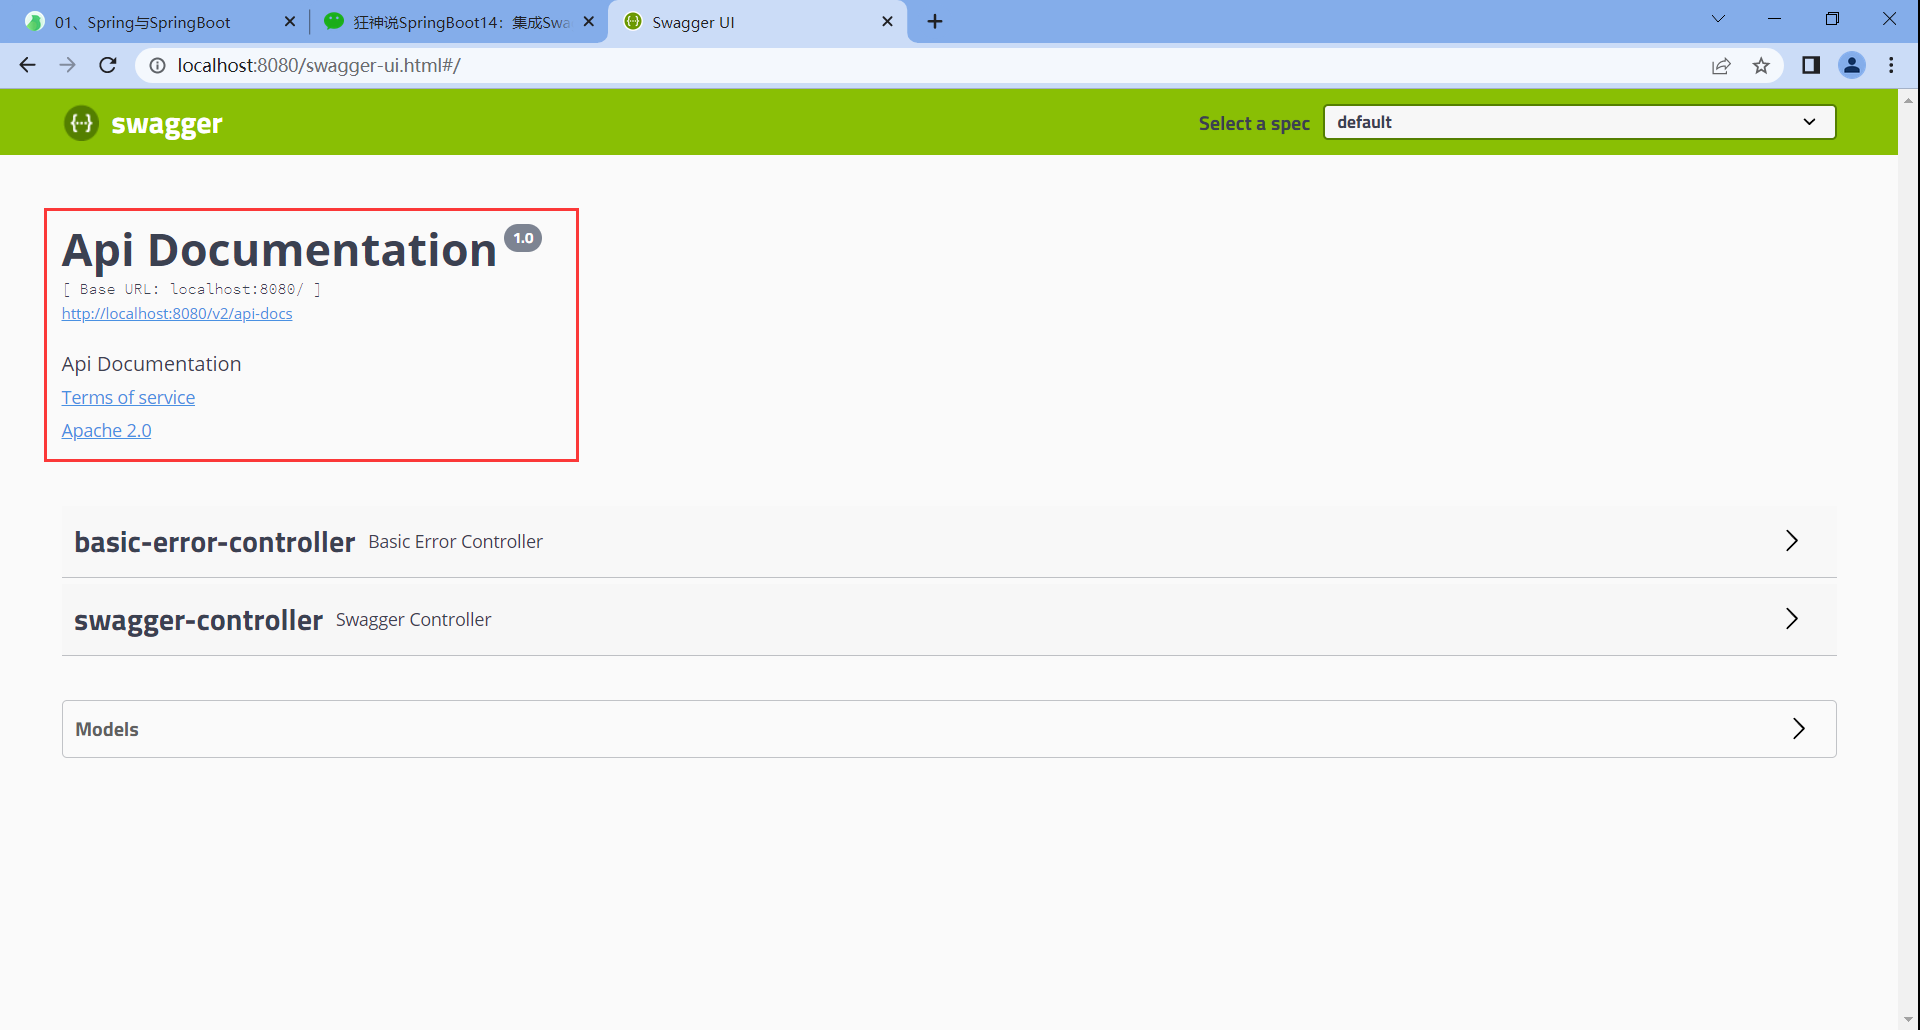 01、Spring与SpringBoot
狂神说SpringBoot14：集成Swa
Swagger UI
localhost:8080/swagger-ui.html#/
swagger
Select a spec
default
Api Documentation 1.0
[ Base URL: localhost:8080/ ]
http://localhost:8080/v2/api-docs
Api Documentation
Terms of service
Apache 2.0
basic-error-controller Basic Error Controller
swagger-controller Swagger Controller
Models